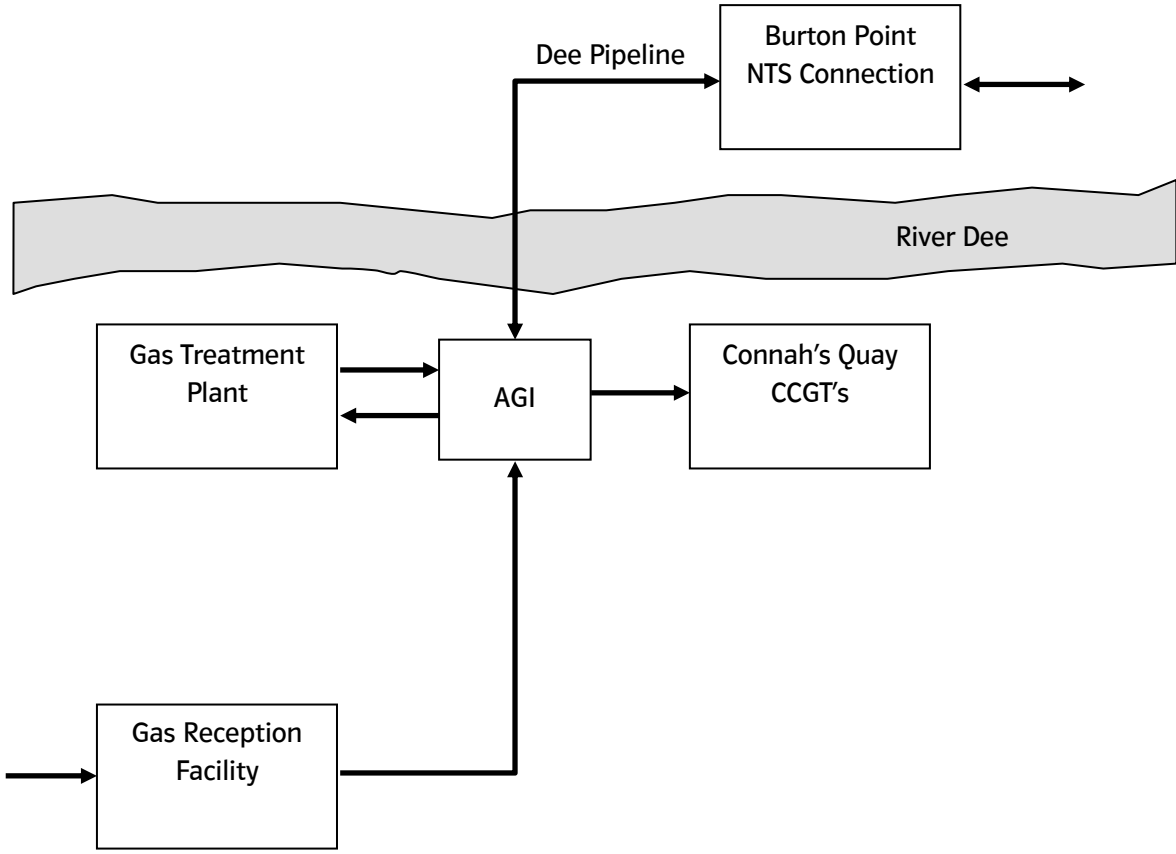 Burton Point
NTS Connection
Dee Pipeline
River Dee
Gas Treatment
Plant
AGI
Connah’s Quay
CCGT’s
Gas Reception
Facility